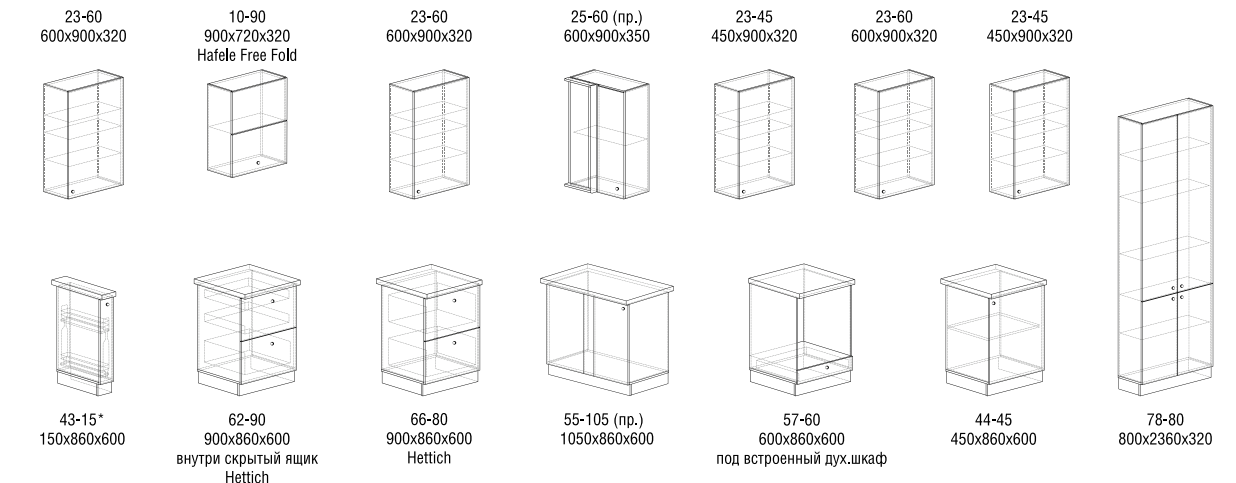 23-60
600x900x320
10-90
900x720x320
Hafele Free Fold
23-60
600x900x320
25-60 (пр.)
600x900x350
23-45
450x900x320
23-60
600x900x320
23-45
450x900x320
43-15*
150x860x600
62-90
900x860x600
внутри скрытый ящик
Hettich
66-80
900x860x600
Hettich
55-105 (пр.)
1050x860x600
57-60
600x860x600
под встроенный дух.шкаф
44-45
450x860x600
78-80
800x2360x320